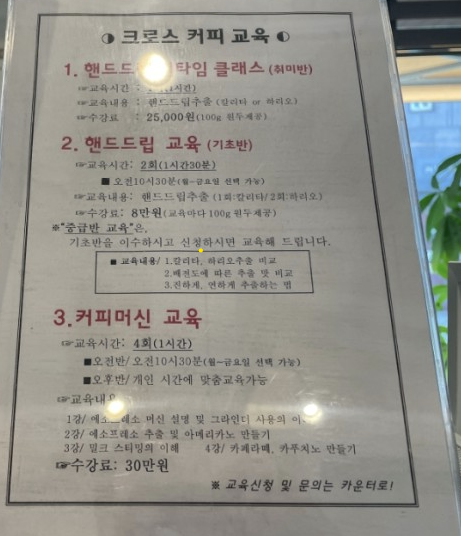 크로스 커피 교육
1. 핸드드 타임 클래스 (취미반)
☞교육시간 : (1시간)
☞교육내용 : 핸드드립추출 (칼리타 or 하리오)
☞수강료 : 25,000원(100g 원두제공)
2. 핸드드립 교육 (기초반)
☞교육시간: 2회(1시간30분)
■ 오전10시30분(월~금요일 선택 가능)
☞교육내용: 핸드드립추출 (1회:칼리타/2회:하리오)
☞수강료: 8만원(교육마다 100g 원두제공)
※"중급반 교육"은,
기초반을 이수하시고 신청하시면 교육해 드립니다.
■ 교육내용/ 1.칼리타, 하리오추출 비교
2.배전도에 따른 추출 맛 비교
3.진하게, 연하게 추출하는 법
3.커피머신 교육
☞교육시간: 4회(1시간)
■오전반/ 오전10시30분(월~금요일 선택 가능)
■오후반/ 개인 시간에 맞춤교육가능
☞교육내용
1강/ 에소프레소 머신 설명 및 그라인더 사용의 이
2강/ 에소프레소 추출 및 아메리카노 만들기
3강/ 밀크 스티밍의 이해 4강/ 카페라떼, 카푸치노 만들기
☞수강료: 30만원
※ 교육신청 및 문의는 카운터로!